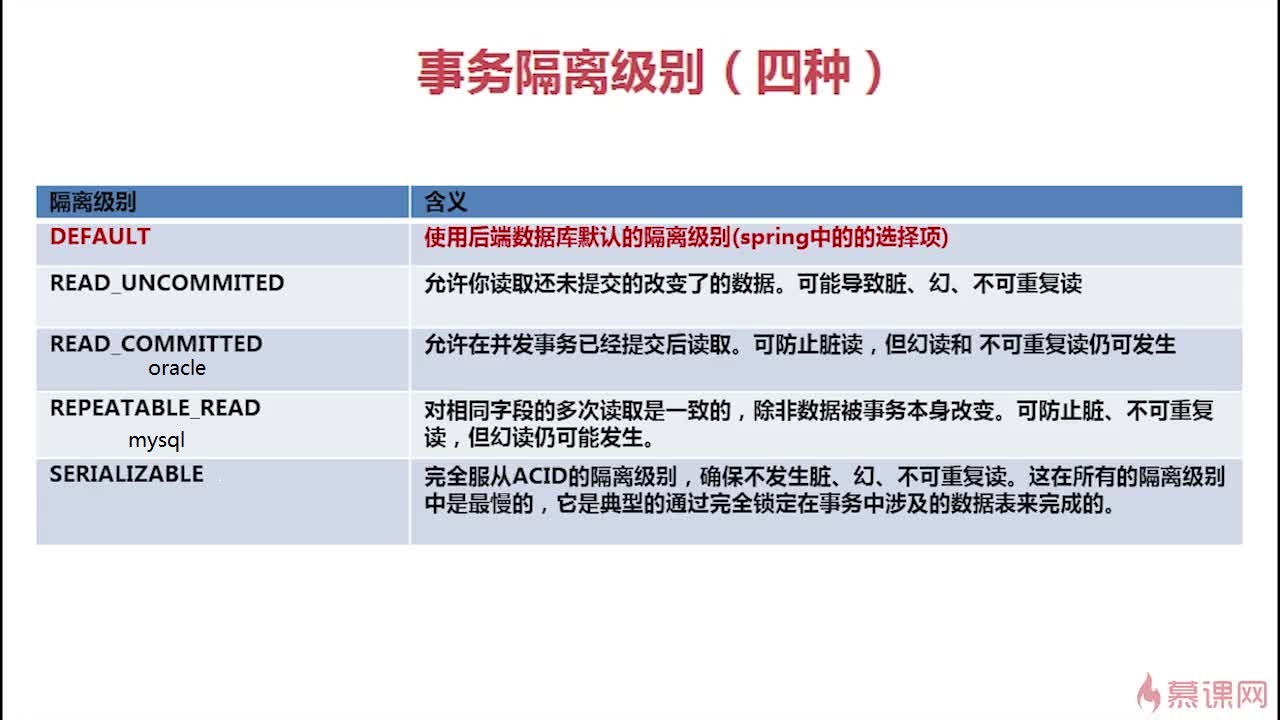 事务隔离级别（四种）
隔离级别 含义
DEFAULT 使用后端数据库默认的隔离级别(spring中的的选择项)
READ_UNCOMMITED 允许你读取还未提交的改变了的数据。可能导致脏、幻、不可重复读
READ_COMMITTED 允许在并发事务已经提交后读取。可防止脏读，但幻读和 不可重复读仍可发生
oracle
REPEATABLE_READ 对相同字段的多次读取是一致的，除非数据被事务本身改变。可防止脏、不可重复
mysql 读，但幻读仍可能发生。
SERIALIZABLE 完全服从ACID的隔离级别，确保不发生脏、幻、不可重复读。这在所有的隔离级别
中是最慢的，它是典型的通过完全锁定在事务中涉及的数据表来完成的。
慕课网